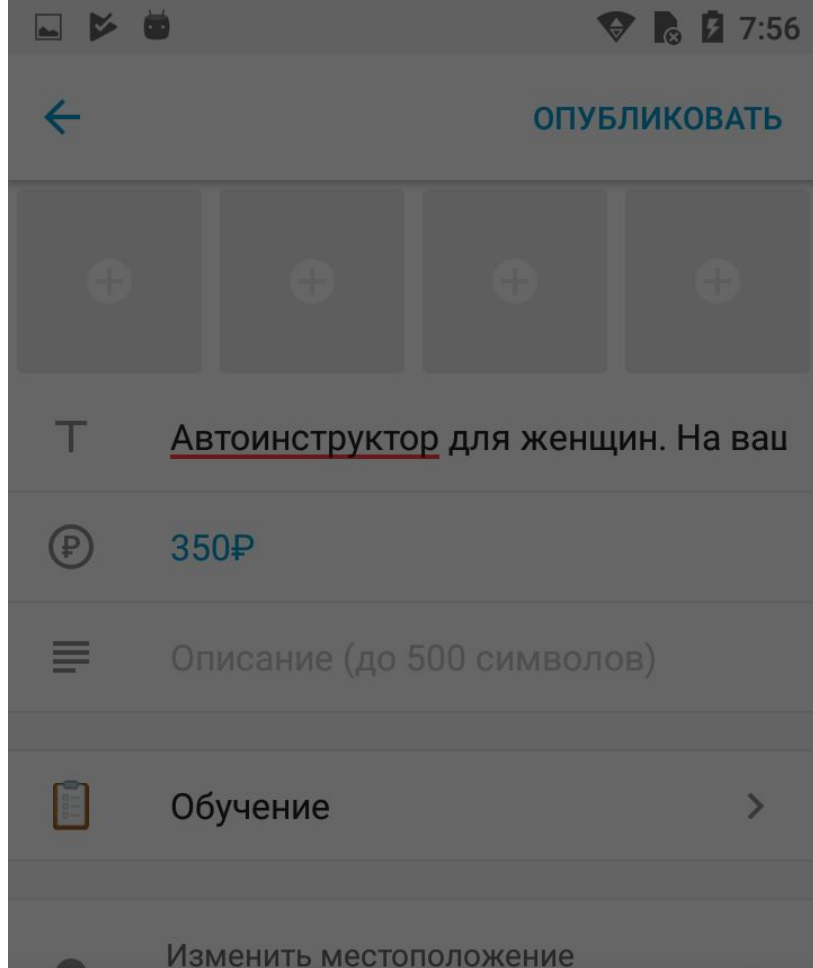 7:56
ОПУБЛИКОВАТЬ
Автоинструктор для женщин. На ваш
350₽
Описание (до 500 символов)
Обучение
Изменить местоположение